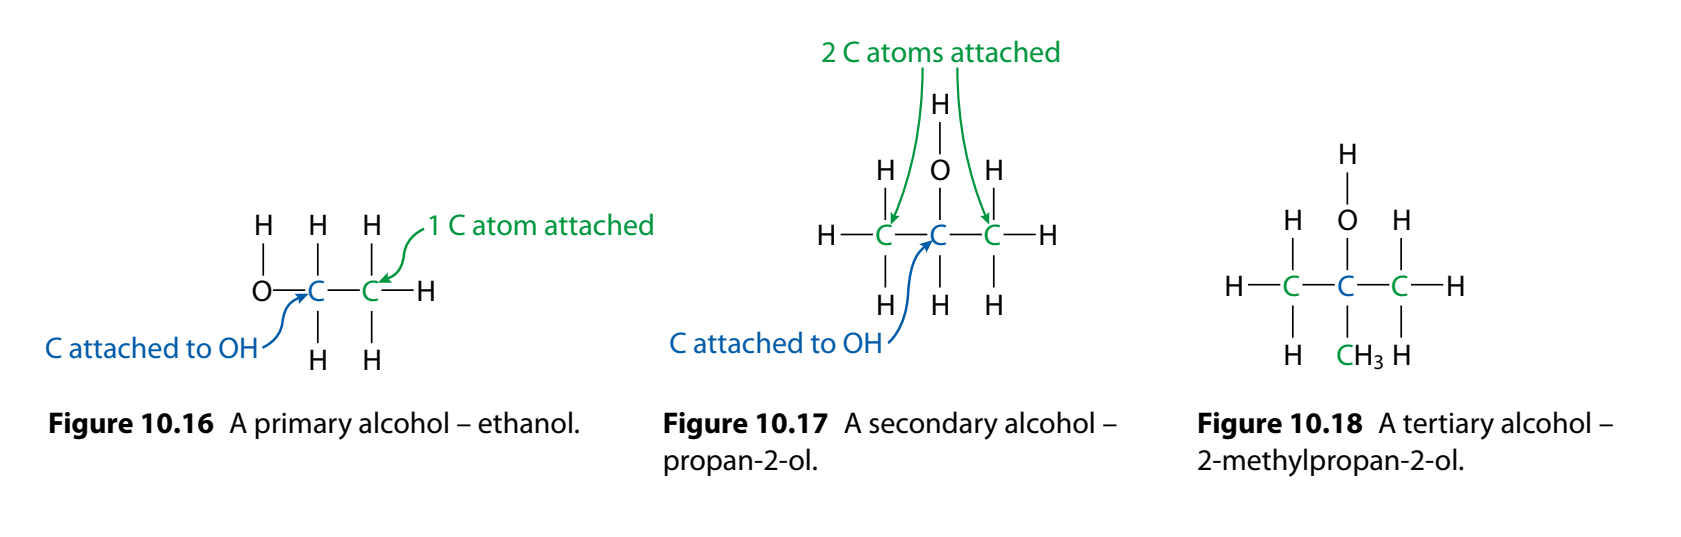 1 C atom attached
H H H
O C C H
C attached to OH
H H
Figure 10.16 A primary alcohol – ethanol.
2 C atoms attached
H
H O H
H C C C H
H H H
C attached to OH
Figure 10.17 A secondary alcohol –
propan-2-ol.
H
H O H
H C C C H
H CH₃ H
Figure 10.18 A tertiary alcohol –
2-methylpropan-2-ol.